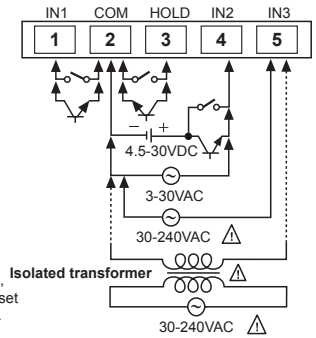 IN1 COM HOLD IN2 IN3
1 2 3 4 5
− +
4.5-30VDC
3-30VAC
30-240VAC
, Isolated transformer
set
.
30-240VAC